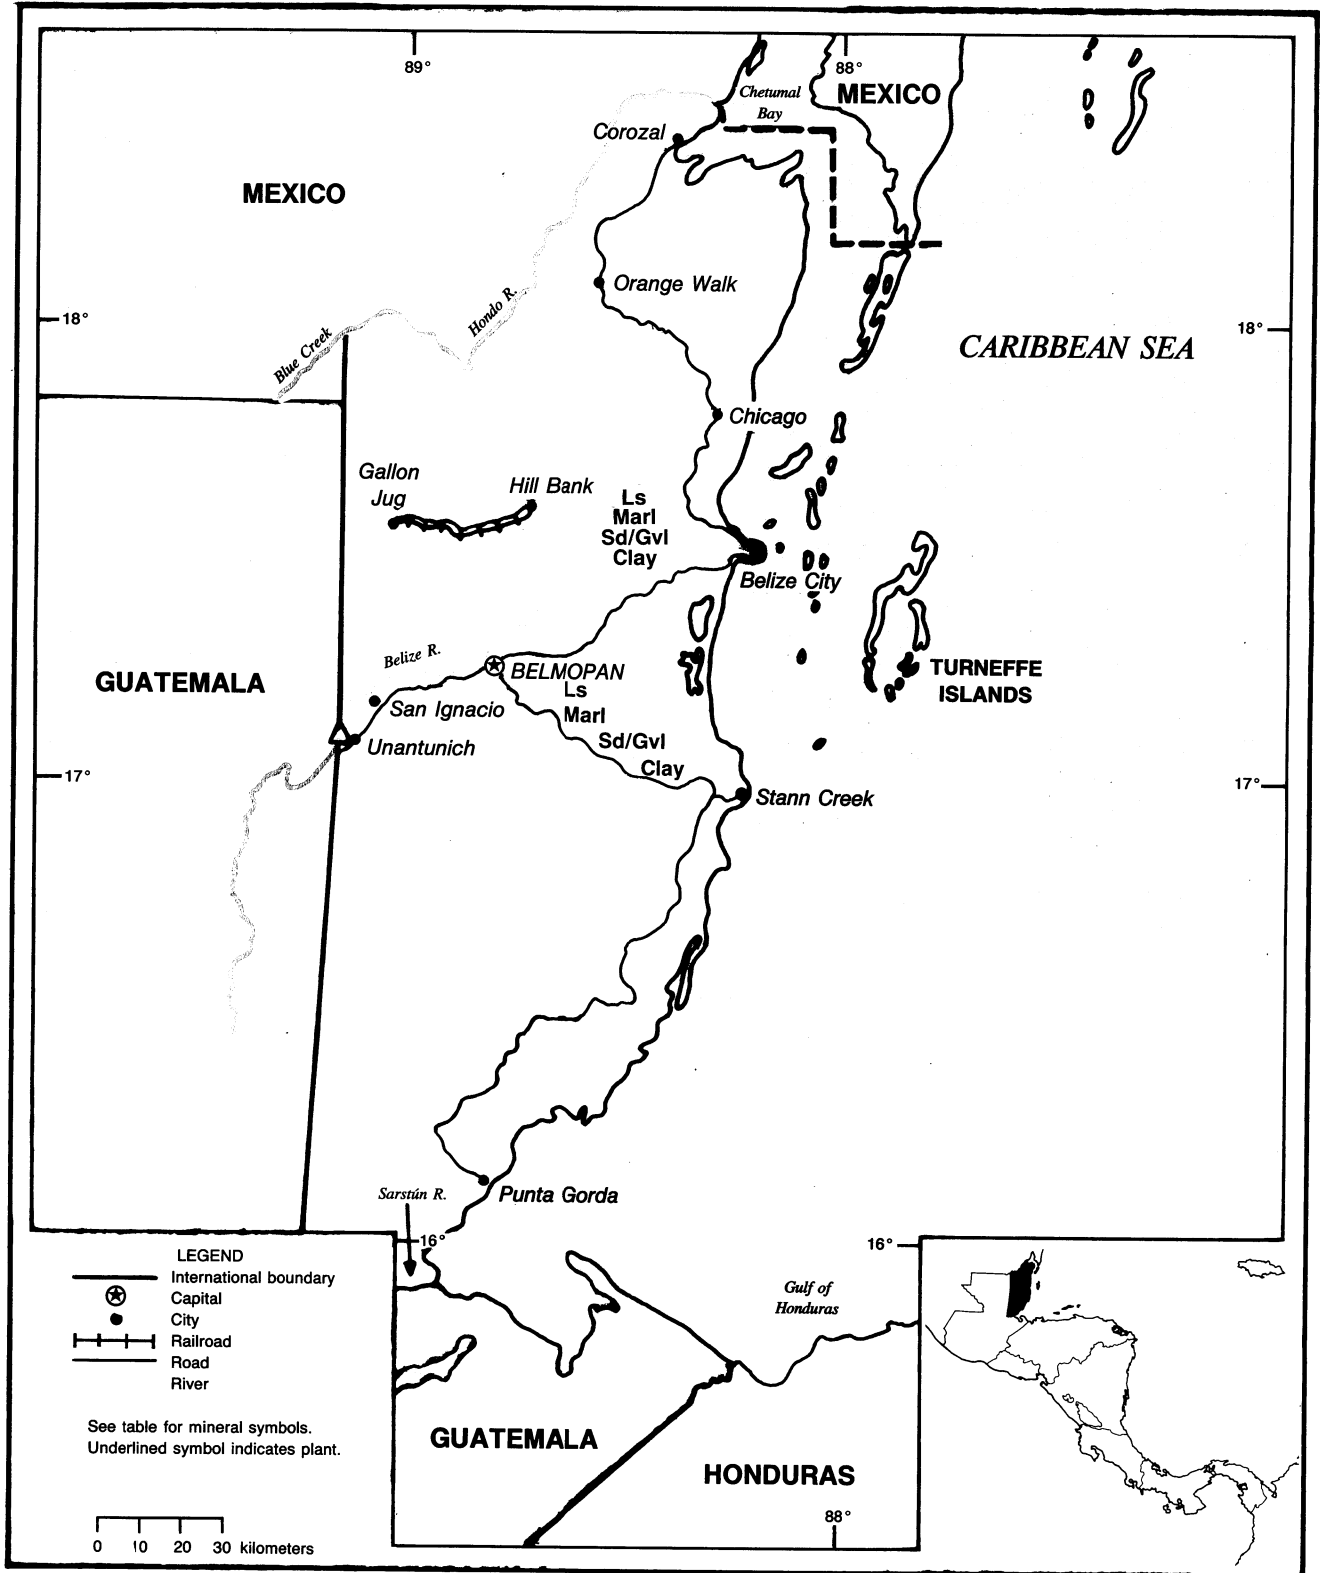 89°
88°
Chetumal
Bay
MEXICO
Corozal
MEXICO
Orange Walk
Hondo R.
Blue Creek
18°
18°
CARIBBEAN SEA
Chicago
Gallon
Jug
Hill Bank
Ls
Marl
Sd/Gvl
Clay
Belize City
Belize R.
BELMOPAN
Ls
Marl
Sd/Gvl
Clay
TURNEFFE
ISLANDS
GUATEMALA
San Ignacio
Unantunich
17°
17°
Stann Creek
Sarstún R.
Punta Gorda
16°
16°
Gulf of
Honduras
GUATEMALA
HONDURAS
88°
LEGEND
International boundary
Capital
City
Railroad
Road
River
See table for mineral symbols.
Underlined symbol indicates plant.
0 10 20 30 kilometers